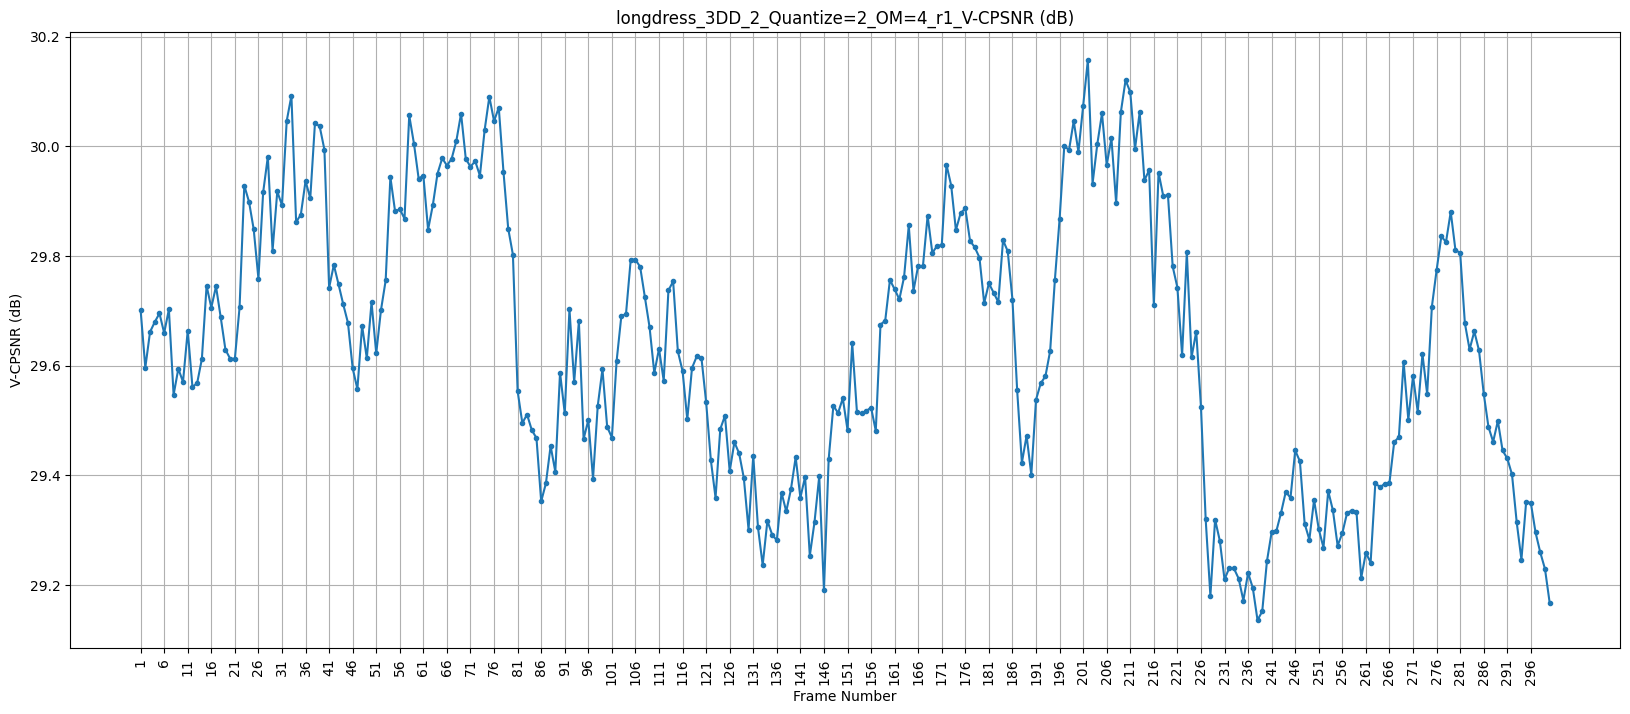 longdress_3DD_2_Quantize=2_OM=4_r1_V-CPSNR (dB)
30.2
30.0
29.8
29.6
29.4
29.2
V-CPSNR (dB)
1 6 11 16 21 26 31 36 41 46 51 56 61 66 71 76 81 86 91 96 101 106 111 116 121 126 131 136 141 146 151 156 161 166 171 176 181 186 191 196 201 206 211 216 221 226 231 236 241 246 251 256 261 266 271 276 281 286 291 296
Frame Number